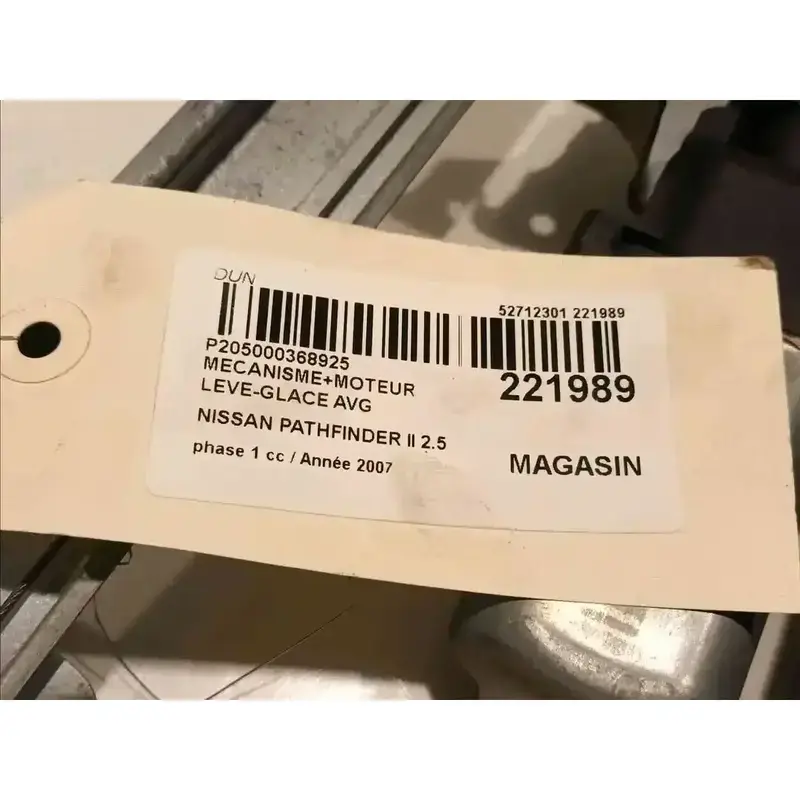 DUN
52712301 221989
P205000368925
MECANISME+MOTEUR
LEVE-GLACE AVG
221989
NISSAN PATHFINDER II 2.5
phase 1 cc / Année 2007
MAGASIN